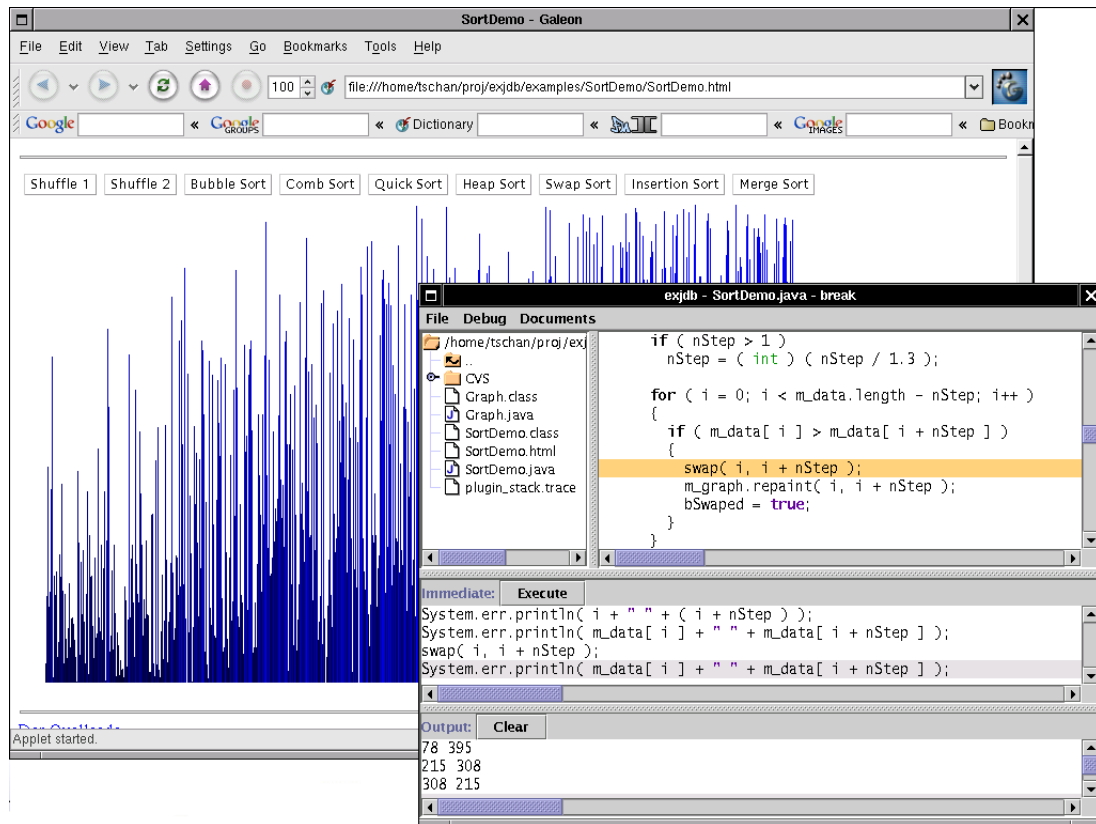 SortDemo - Galeon
File Edit View Tab Settings Go Bookmarks Tools Help
100 file:///home/tschan/proj/exjdb/examples/SortDemo/SortDemo.html
Google « Google GROUPS « Dictionary « « Google IMAGES « Bookn
Shuffle 1 Shuffle 2 Bubble Sort Comb Sort Quick Sort Heap Sort Swap Sort Insertion Sort Merge Sort
Applet started.
exjdb - SortDemo.java - break
File Debug Documents
/home/tschan/proj/exj
..
CVS
Graph.class
Graph.java
SortDemo.class
SortDemo.html
SortDemo.java
plugin_stack.trace
if ( nStep > 1 )
nStep = ( int ) ( nStep / 1.3 );
for ( i = 0; i < m_data.length - nStep; i++ )
{
if ( m_data[ i ] > m_data[ i + nStep ] )
{
swap( i, i + nStep );
m_graph.repaint( i, i + nStep );
bSwaped = true;
}
}
Immediate: Execute
System.err.println( i + " " + ( i + nStep ) );
System.err.println( m_data[ i ] + " " + m_data[ i + nStep ] );
swap( i, i + nStep );
System.err.println( m_data[ i ] + " " + m_data[ i + nStep ] );
Output: Clear
78 395
215 308
308 215